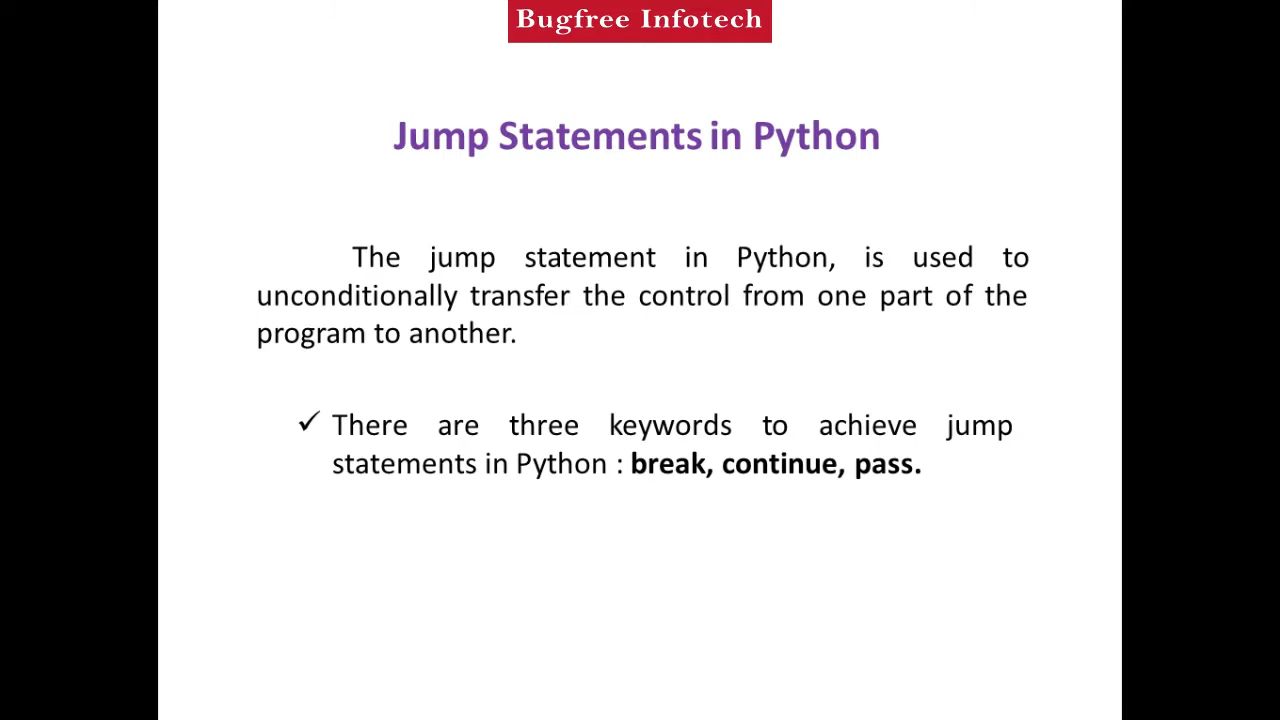 Bugfree Infotech
Jump Statements in Python
The jump statement in Python, is used to
unconditionally transfer the control from one part of the
program to another.
✓ There are three keywords to achieve jump
statements in Python : break, continue, pass.